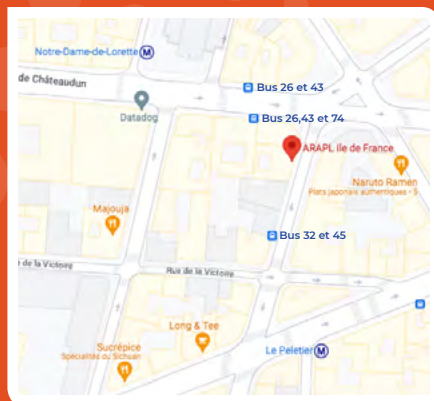 Notre-Dame-de-Lorette M
de Châteaudun
Bus 26 et 43
Datadog
Bus 26,43 et 74
ARAPL Ile de France
Naruto Ramen
Plats japonais authentiques - S
Majouja
Bus 32 et 45
e de la Victoire
Rue de la Victoire
Long & Tee
Le Peletier M
Sucrépice
Spécialités du Sichuan